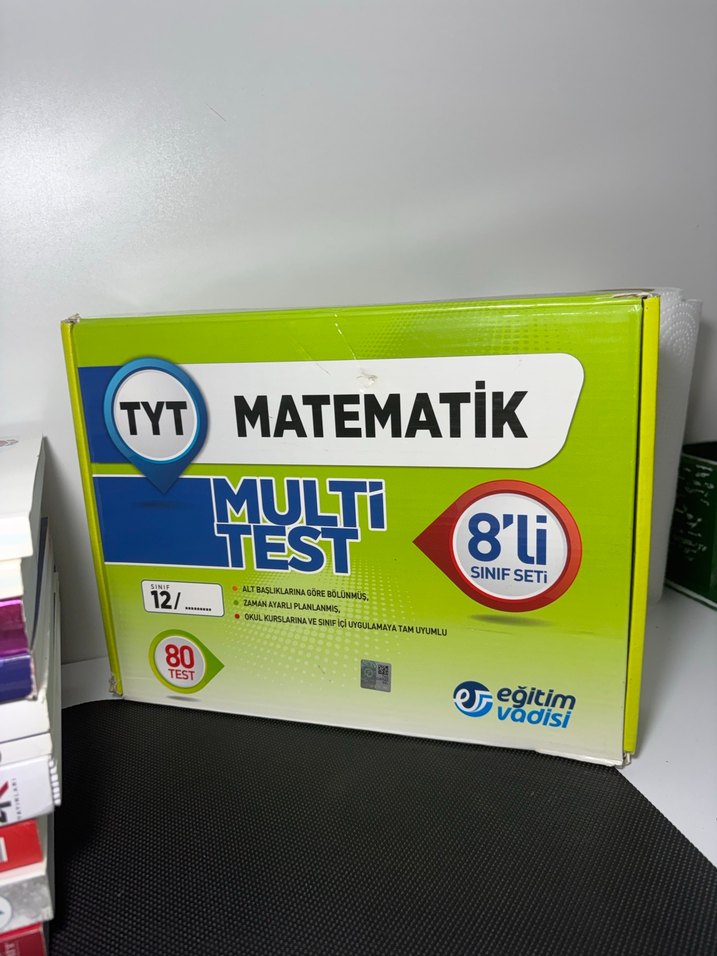 TYT MATEMATİK
MULTİ
TEST
8'li
SINIF SETİ
SINIF
12/ .........
ALT BAŞLIKLARINA GÖRE BÖLÜNMÜŞ,
ZAMAN AYARLI PLANLANMIŞ,
OKUL KURSLARINA VE SINIF İÇİ UYGULAMAYA TAM UYUMLU
80
TEST
eğitim
vadisi
YAYINLARI